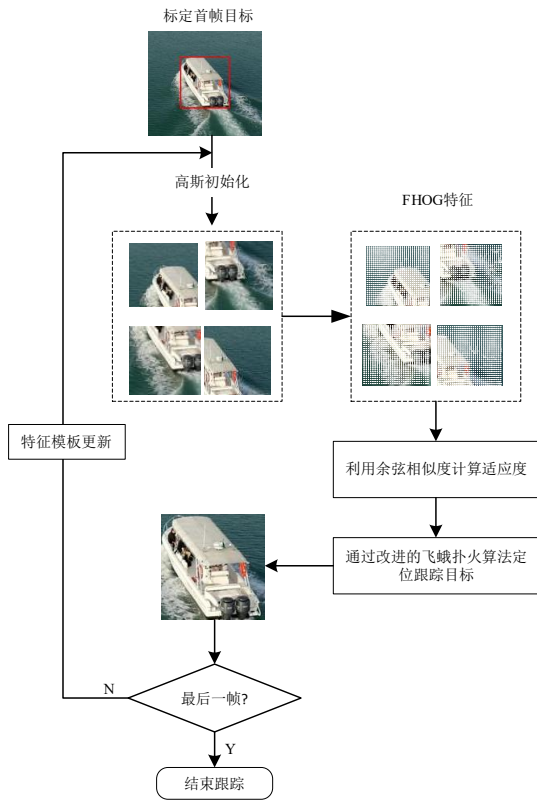 标定首帧目标
高斯初始化
FHOG特征
特征模板更新
利用余弦相似度计算适应度
通过改进的飞蛾扑火算法定
位跟踪目标
N
最后一帧?
Y
结束跟踪